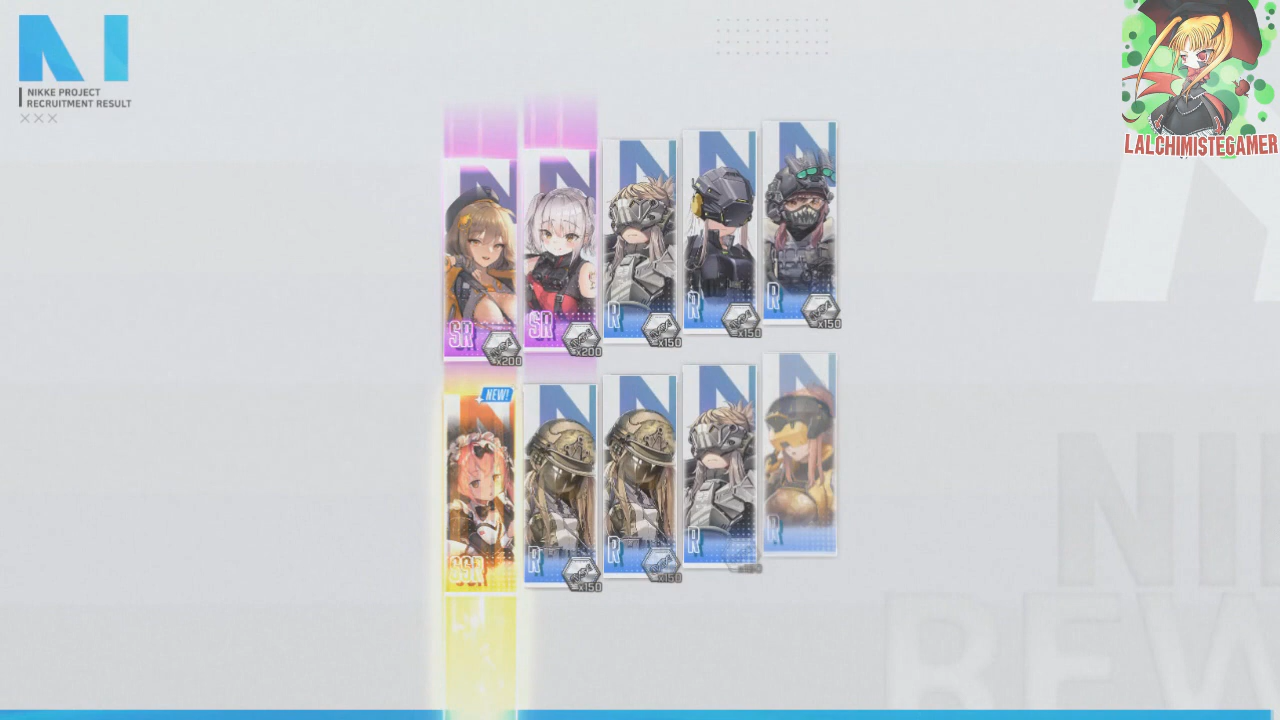 NIKKE PROJECT
RECRUITMENT RESULT
LALCHIMISTEGAMER
SR
x200
SR
x200
R
x150
R
x150
R
x150
NEW!
SSR
R
x150
R
x150
R
R